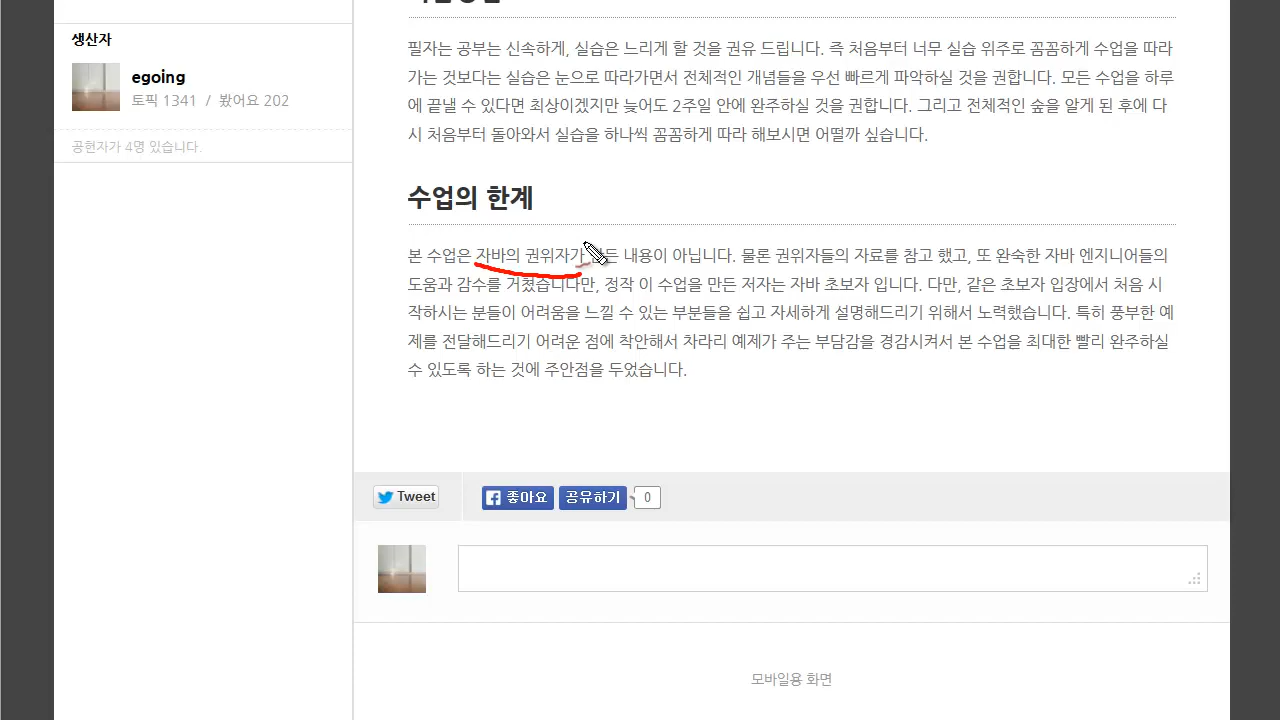 생산자
egoing
토픽 1341 / 봤어요 202
공헌자가 4명 있습니다.
필자는 공부는 신속하게, 실습은 느리게 할 것을 권유 드립니다. 즉 처음부터 너무 실습 위주로 꼼꼼하게 수업을 따라
가는 것보다는 실습은 눈으로 따라가면서 전체적인 개념들을 우선 빠르게 파악하실 것을 권합니다. 모든 수업을 하루
에 끝낼 수 있다면 최상이겠지만 늦어도 2주일 안에 완주하실 것을 권합니다. 그리고 전체적인 숲을 알게 된 후에 다
시 처음부터 돌아와서 실습을 하나씩 꼼꼼하게 따라 해보시면 어떨까 싶습니다.
수업의 한계
본 수업은 자바의 권위자가 내용이 아닙니다. 물론 권위자들의 자료를 참고 했고, 또 완숙한 자바 엔지니어들의
도움과 감수를 거쳤습니다만, 정작 이 수업을 만든 저자는 자바 초보자 입니다. 다만, 같은 초보자 입장에서 처음 시
작하시는 분들이 어려움을 느낄 수 있는 부분들을 쉽고 자세하게 설명해드리기 위해서 노력했습니다. 특히 풍부한 예
제를 전달해드리기 어려운 점에 착안해서 차라리 예제가 주는 부담감을 경감시켜서 본 수업을 최대한 빨리 완주하실
수 있도록 하는 것에 주안점을 두었습니다.
Tweet
좋아요 공유하기 0
모바일용 화면